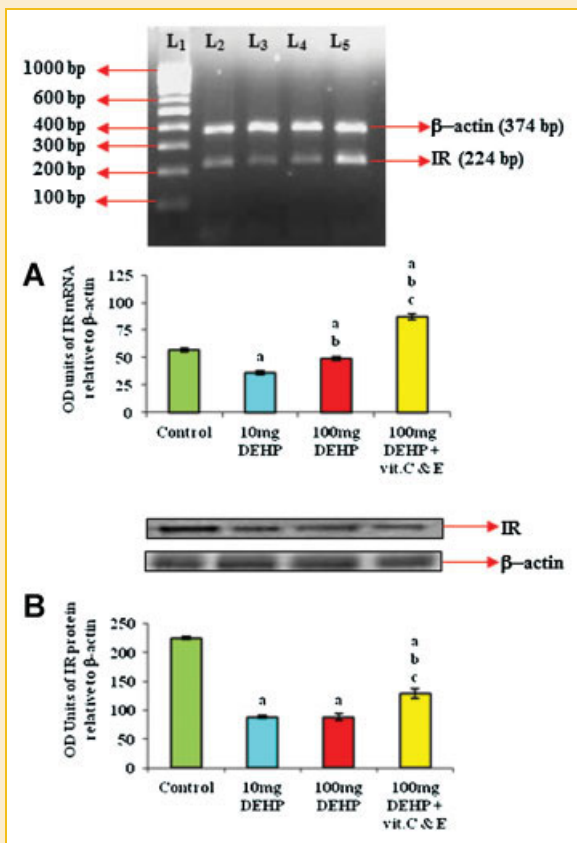 L1 L2 L3 L4 L5
1000 bp
600 bp
400 bp
300 bp
200 bp
100 bp
β–actin (374 bp)
IR (224 bp)
A
OD units of IR mRNA
relative to β-actin
125
100
75
50
25
0
a
a
b
a
b
c
Control
10mg
DEHP
100mg
DEHP
100mg
DEHP +
vit.C & E
IR
β–actin
B
OD Units of IR protein
relative to β-actin
250
200
150
100
50
0
a
a
a
b
c
Control
10mg
DEHP
100mg
DEHP
100mg
DEHP +
vit.C & E